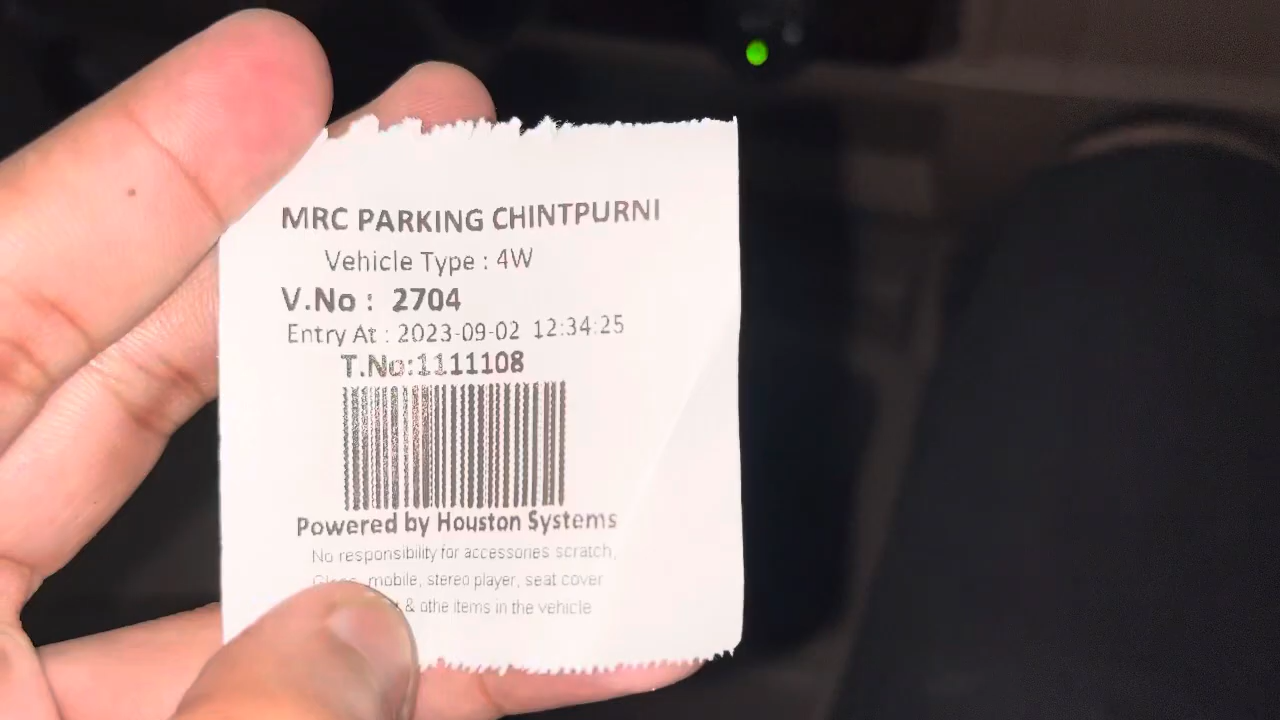 MRC PARKING CHINTPURNI
Vehicle Type : 4W
V.No : 2704
Entry At : 2023-09-02 12:34:25
T.No:1111108
Powered by Houston Systems
No responsibility for accessories scratch,
mobile, stereo player, seat cover
& othe items in the vehicle